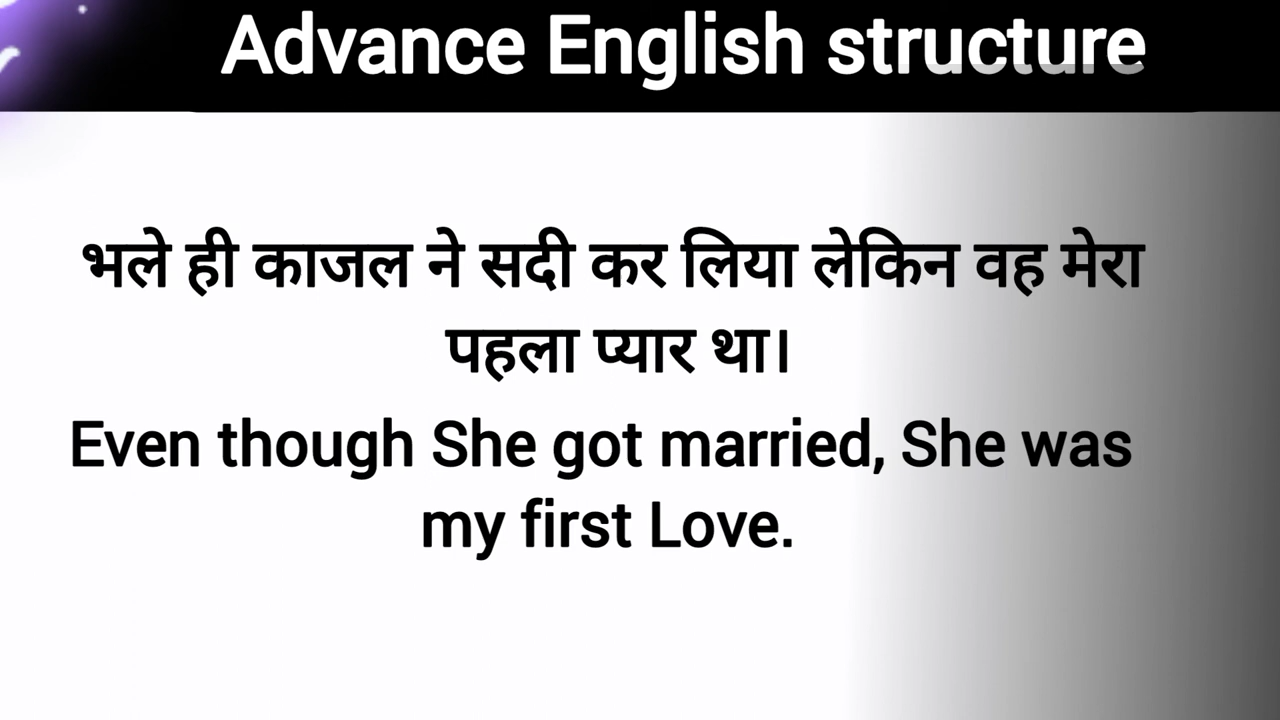 Advance English structure
भले ही काजल ने सदी कर लिया लेकिन वह मेरा
पहला प्यार था।
Even though She got married, She was
my first Love.